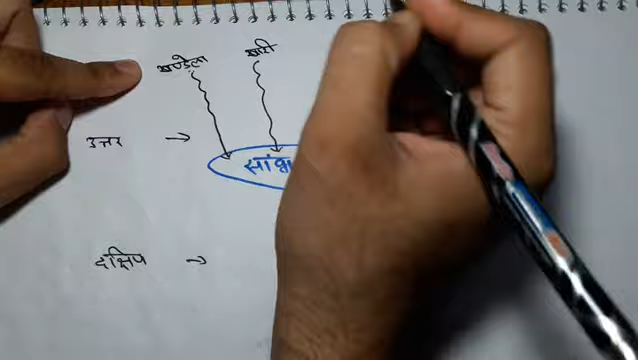 खण्डेला
खारी
उत्तर →
दक्षिण →